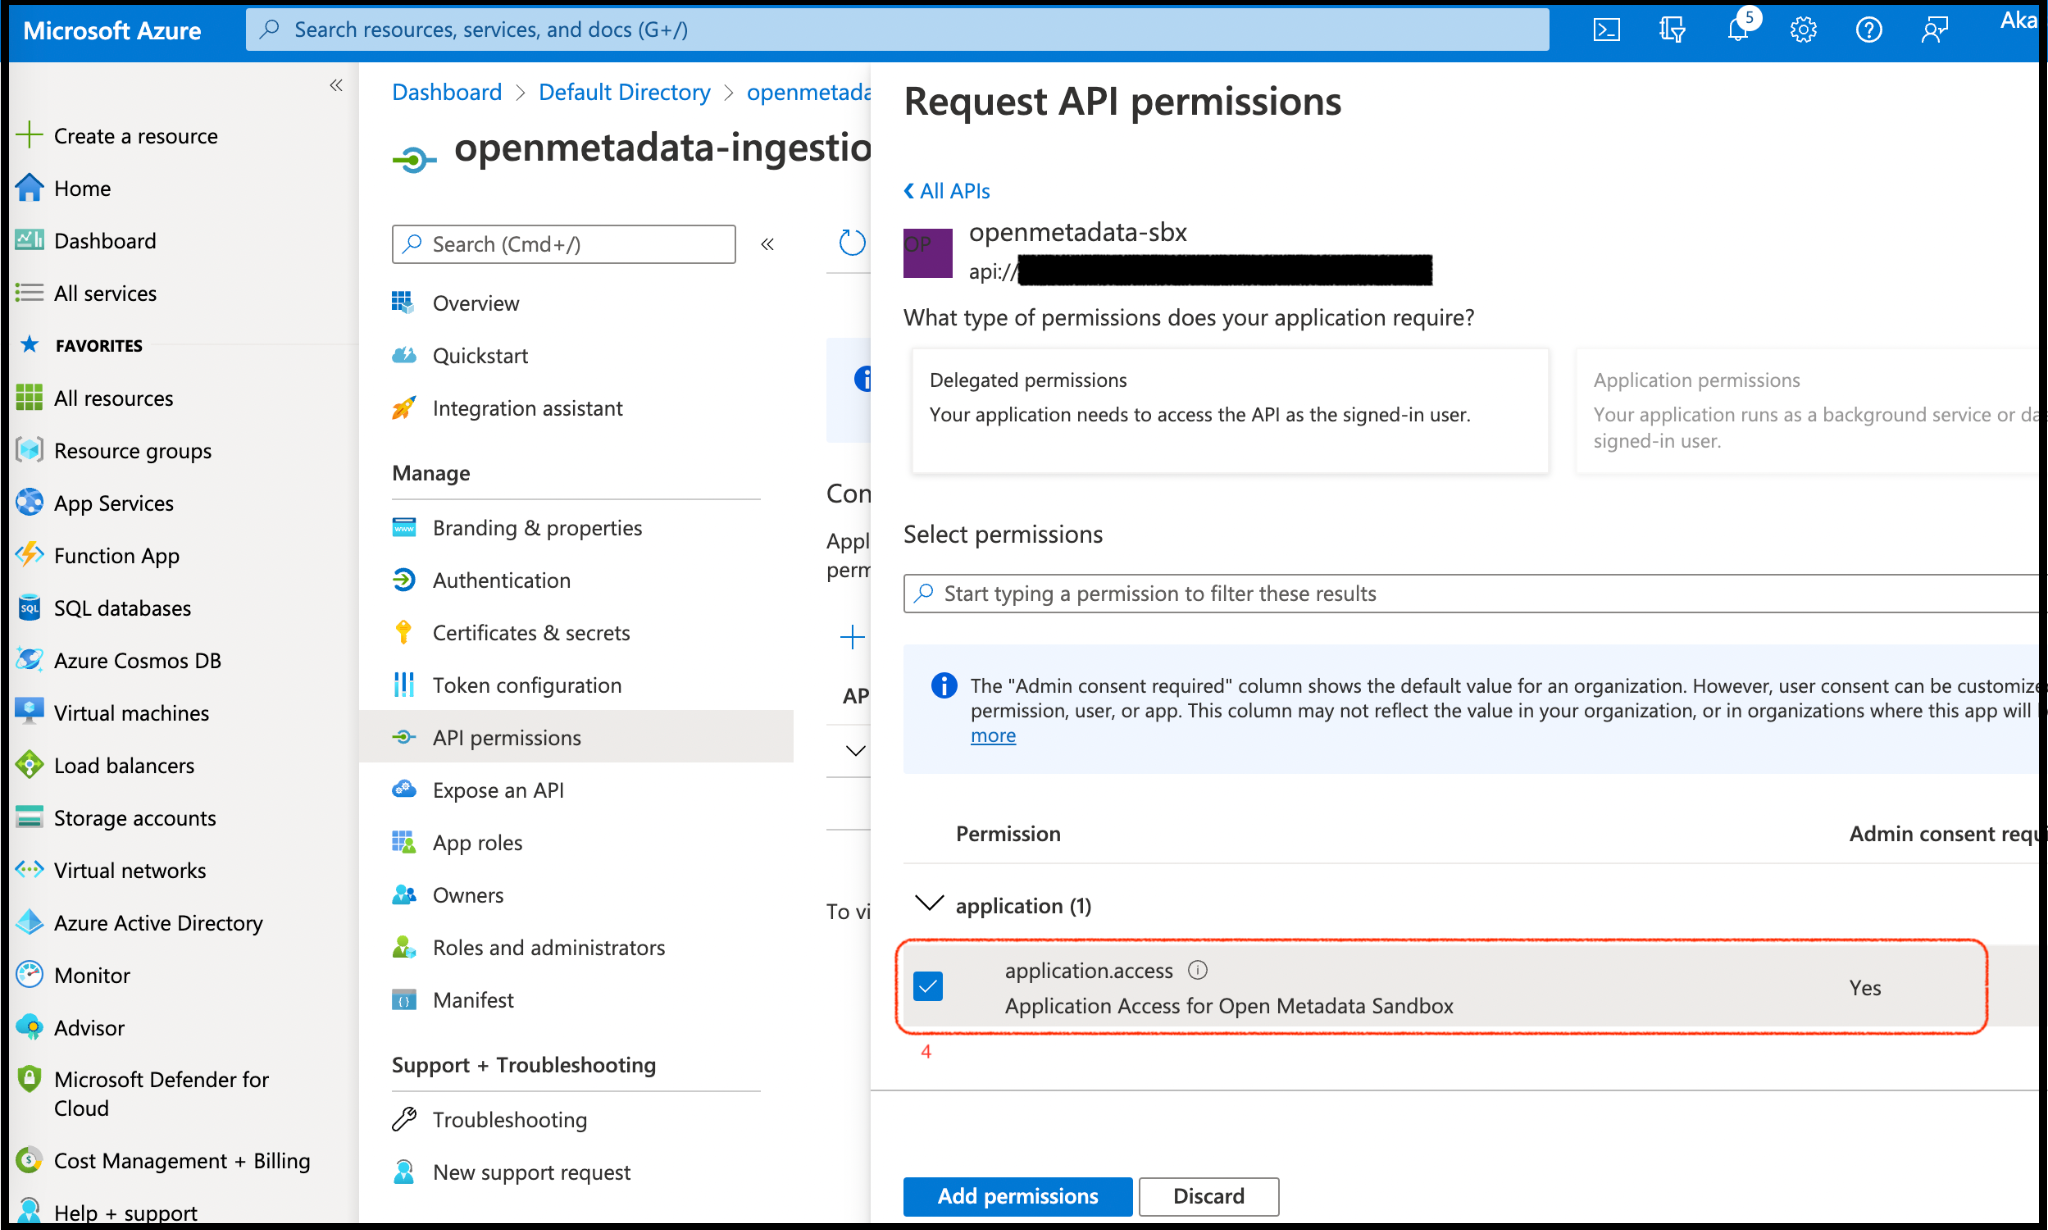 Microsoft Azure
Search resources, services, and docs (G+/)
5
Aka
Create a resource
Home
Dashboard
All services
FAVORITES
All resources
Resource groups
App Services
Function App
SQL databases
Azure Cosmos DB
Virtual machines
Load balancers
Storage accounts
Virtual networks
Azure Active Directory
Monitor
Advisor
Microsoft Defender for
Cloud
Cost Management + Billing
Help + support
Dashboard > Default Directory > openmetada
openmetadata-ingestio
Search (Cmd+/)
Overview
Quickstart
Integration assistant
Manage
Branding & properties
Authentication
Certificates & secrets
Token configuration
API permissions
Expose an API
App roles
Owners
Roles and administrators
Manifest
Support + Troubleshooting
Troubleshooting
New support request
Con
Appl
perm
AP
To vi
Request API permissions
All APIs
OP
openmetadata-sbx
api://
What type of permissions does your application require?
Delegated permissions
Your application needs to access the API as the signed-in user.
Application permissions
Your application runs as a background service or da
signed-in user.
Select permissions
Start typing a permission to filter these results
The "Admin consent required" column shows the default value for an organization. However, user consent can be customize
permission, user, or app. This column may not reflect the value in your organization, or in organizations where this app will
more
Permission
Admin consent requi
application (1)
application.access
Application Access for Open Metadata Sandbox
Yes
4
Add permissions
Discard